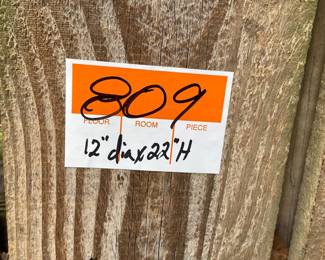 809
FLOOR ROOM PIECE
12" dia x 22" H